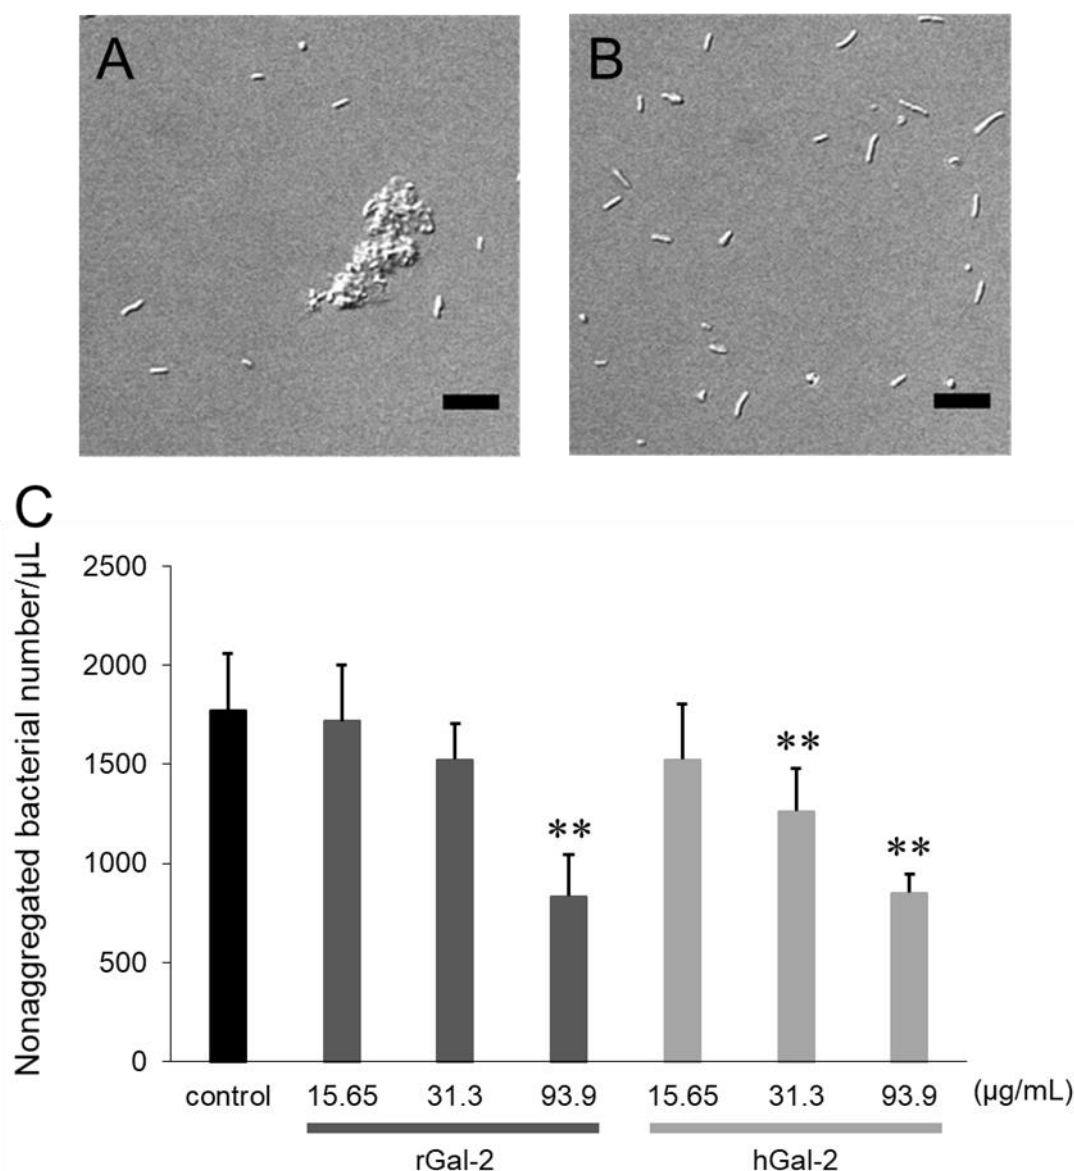 A
B
C
Nonaggregated bacterial number/µL
2500
2000
1500
1000
500
0
**
**
**
control 15.65 31.3 93.9 15.65 31.3 93.9 (µg/mL)
rGal-2 hGal-2